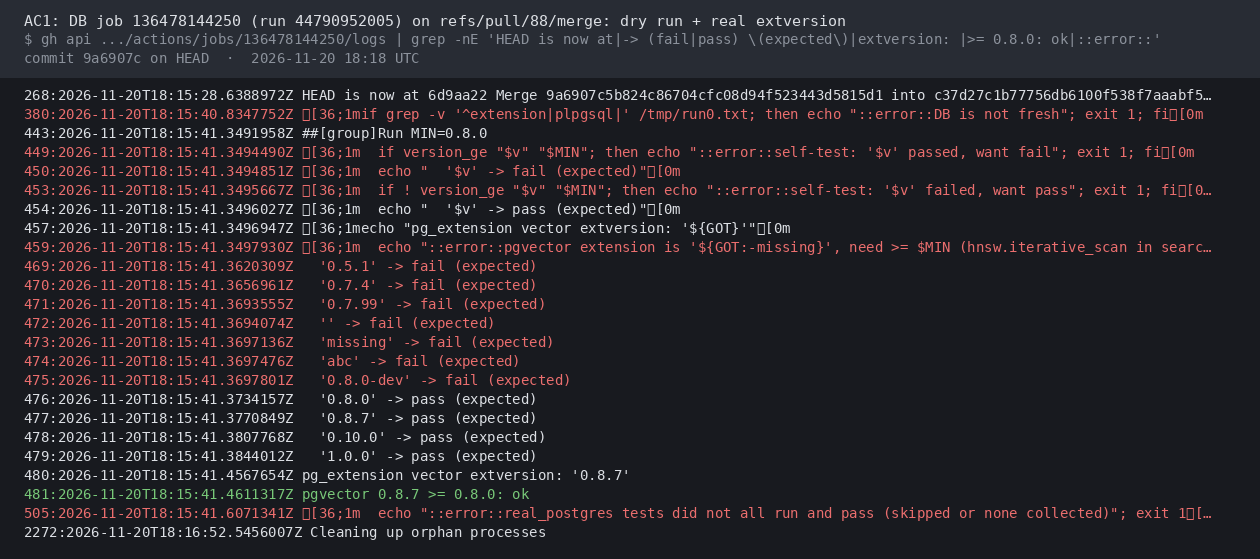 AC1: DB job 136478144250 (run 44790952005) on refs/pull/88/merge: dry run + real extversion
$ gh api .../actions/jobs/136478144250/logs | grep -nE 'HEAD is now at|-> (fail|pass) \(expected\)|extversion: |>= 0.8.0: ok|::error::'
commit 9a6907c on HEAD · 2026-11-20 18:18 UTC
268:2026-11-20T18:15:28.6388972Z HEAD is now at 6d9aa22 Merge 9a6907c5b824c86704cfc08d94f523443d5815d1 into c37d27c1b77756db6100f538f7aaabf5…
380:2026-11-20T18:15:40.8347752Z □[36;1mif grep -v '^extension|plpgsql|' /tmp/run0.txt; then echo "::error::DB is not fresh"; exit 1; fi□[0m
443:2026-11-20T18:15:41.3491958Z ##[group]Run MIN=0.8.0
449:2026-11-20T18:15:41.3494490Z □[36;1m  if version_ge "$v" "$MIN"; then echo "::error::self-test: '$v' passed, want fail"; exit 1; fi□[0m
450:2026-11-20T18:15:41.3494851Z □[36;1m  echo "  '$v' -> fail (expected)"□[0m
453:2026-11-20T18:15:41.3495667Z □[36;1m  if ! version_ge "$v" "$MIN"; then echo "::error::self-test: '$v' failed, want pass"; exit 1; fi□[0…
454:2026-11-20T18:15:41.3496027Z □[36;1m  echo "  '$v' -> pass (expected)"□[0m
457:2026-11-20T18:15:41.3496947Z □[36;1mecho "pg_extension vector extversion: '${GOT}'"□[0m
459:2026-11-20T18:15:41.3497930Z □[36;1m  echo "::error::pgvector extension is '${GOT:-missing}', need >= $MIN (hnsw.iterative_scan in searc…
469:2026-11-20T18:15:41.3620309Z   '0.5.1' -> fail (expected)
470:2026-11-20T18:15:41.3656961Z   '0.7.4' -> fail (expected)
471:2026-11-20T18:15:41.3693555Z   '0.7.99' -> fail (expected)
472:2026-11-20T18:15:41.3694074Z   '' -> fail (expected)
473:2026-11-20T18:15:41.3697136Z   'missing' -> fail (expected)
474:2026-11-20T18:15:41.3697476Z   'abc' -> fail (expected)
475:2026-11-20T18:15:41.3697801Z   '0.8.0-dev' -> fail (expected)
476:2026-11-20T18:15:41.3734157Z   '0.8.0' -> pass (expected)
477:2026-11-20T18:15:41.3770849Z   '0.8.7' -> pass (expected)
478:2026-11-20T18:15:41.3807768Z   '0.10.0' -> pass (expected)
479:2026-11-20T18:15:41.3844012Z   '1.0.0' -> pass (expected)
480:2026-11-20T18:15:41.4567654Z pg_extension vector extversion: '0.8.7'
481:2026-11-20T18:15:41.4611317Z pgvector 0.8.7 >= 0.8.0: ok
505:2026-11-20T18:15:41.6071341Z □[36;1m  echo "::error::real_postgres tests did not all run and pass (skipped or none collected)"; exit 1□[…
2272:2026-11-20T18:16:52.5456007Z Cleaning up orphan processes